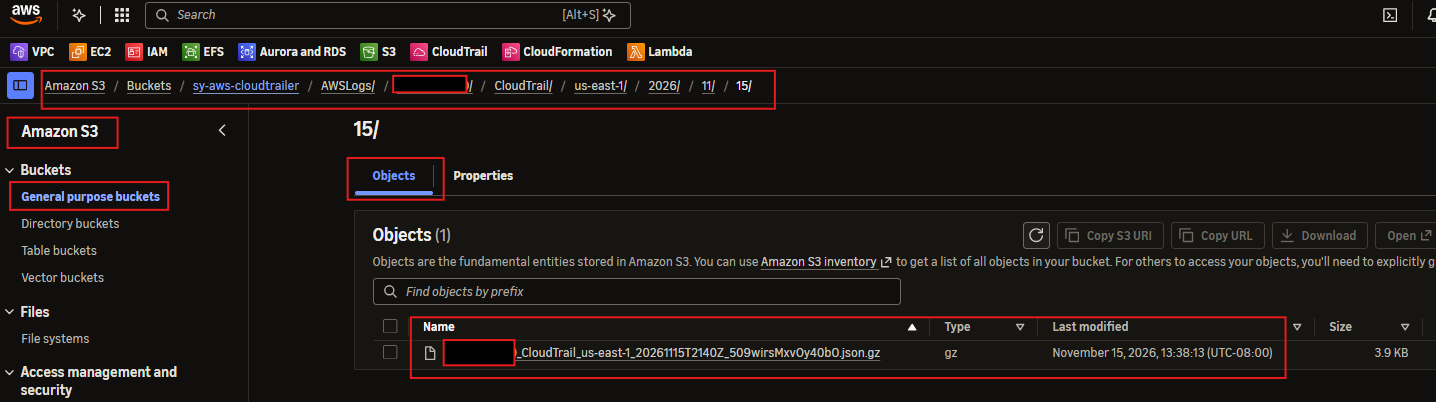 aws
Search [Alt+S]
VPC EC2 IAM EFS Aurora and RDS S3 CloudTrail CloudFormation Lambda
Amazon S3 / Buckets / sy-aws-cloudtrailer / AWSLogs/ / / / CloudTrail/ / us-east-1/ / 2026/ / 11/ / 15/
Amazon S3
Buckets
General purpose buckets
Directory buckets
Table buckets
Vector buckets
Files
File systems
Access management and
security
15/
Objects Properties
Objects (1)
Copy S3 URI Copy URL Download Open
Objects are the fundamental entities stored in Amazon S3. You can use Amazon S3 inventory to get a list of all objects in your bucket. For others to access your objects, you'll need to explicitly g
Find objects by prefix
Name Type Last modified Size
_CloudTrail_us-east-1_20261115T2140Z_509wirsMxvOy40bO.json.gz gz November 15, 2026, 13:38:13 (UTC-08:00) 3.9 KB